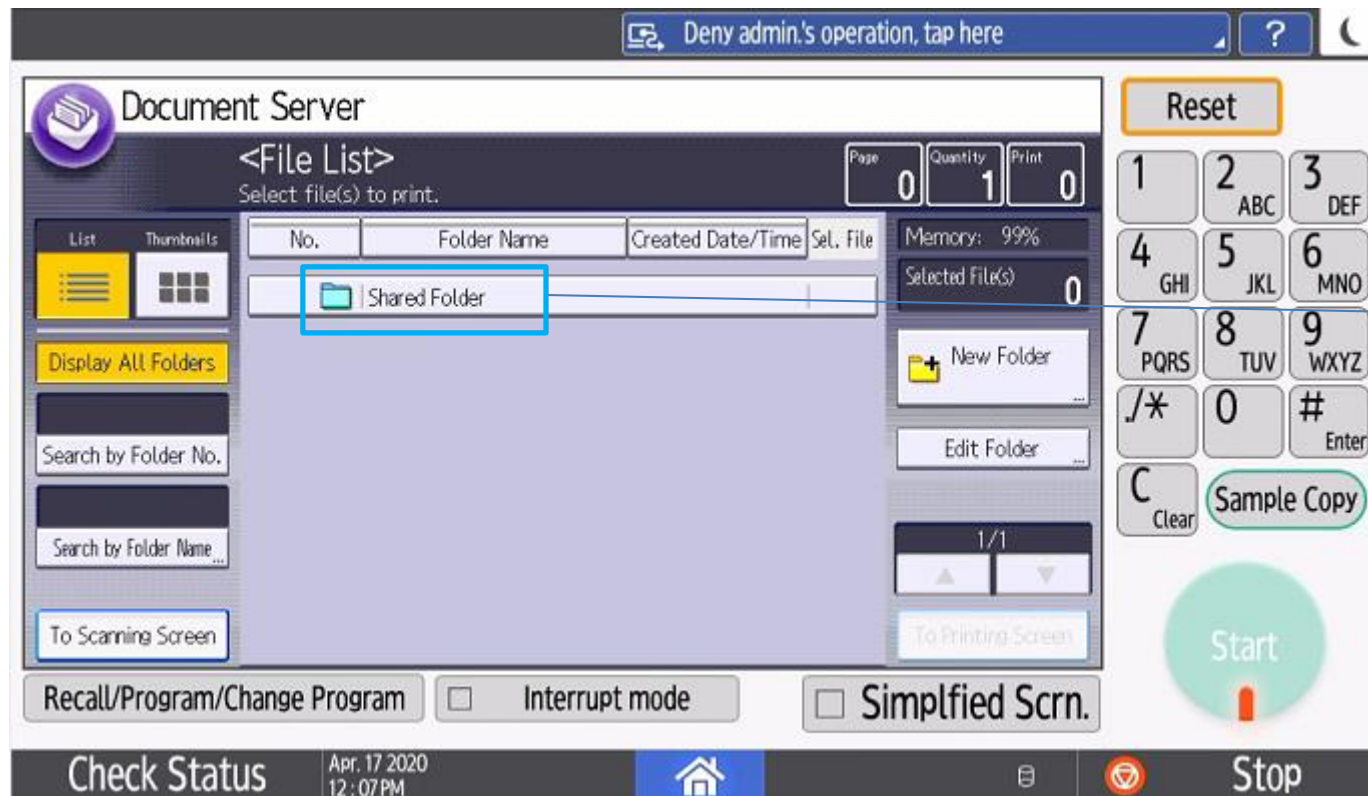 Deny admin.'s operation, tap here
?
Document Server
<File List>
Select file(s) to print.
Page 0
Quantity 1
Print 0
List Thumbnails
No. Folder Name Created Date/Time Sel. File
Shared Folder
Memory: 99%
Selected File(s) 0
Display All Folders
New Folder
...
Search by Folder No.
Edit Folder ...
Search by Folder Name...
1/1
▲ ▼
To Scanning Screen
To Printing Screen
Recall/Program/Change Program
Interrupt mode
Simplfied Scrn.
Reset
1
2 ABC
3 DEF
4 GHI
5 JKL
6 MNO
7 PQRS
8 TUV
9 WXYZ
./*
0
# Enter
C Clear
Sample Copy
Start
Check Status
Apr. 17 2020
12:07 PM
Stop